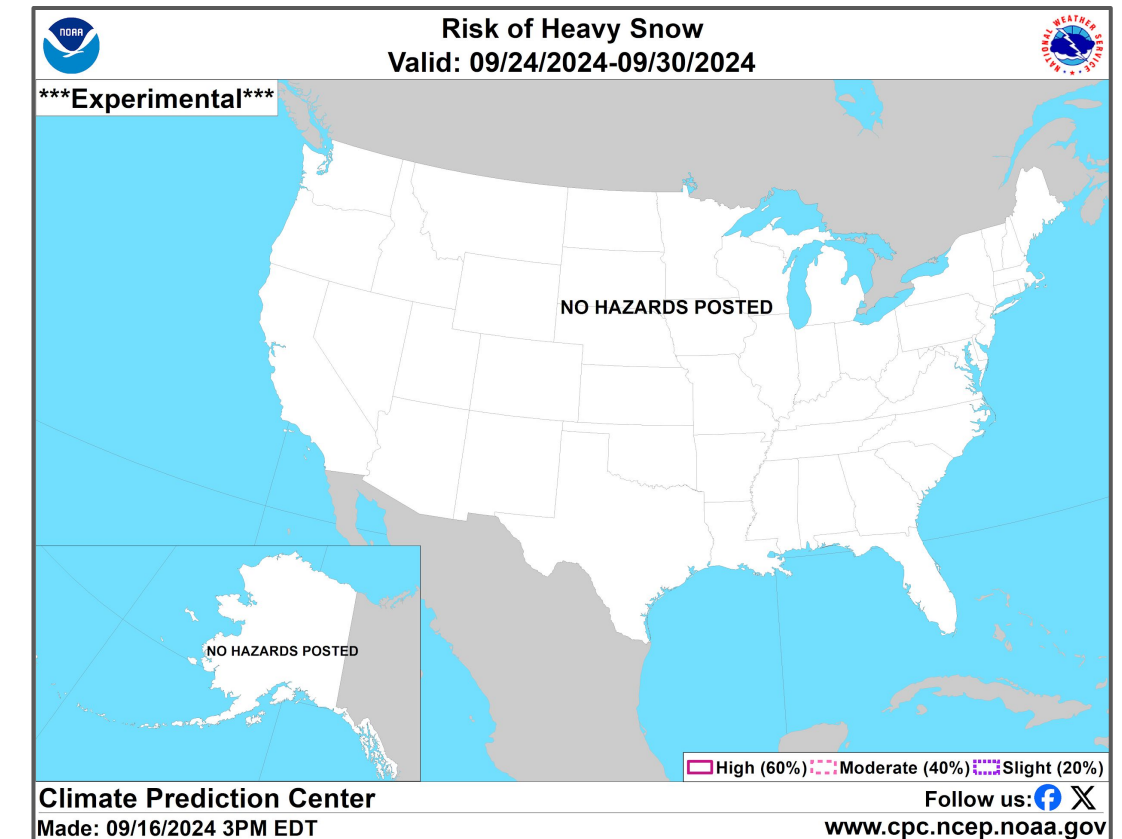 NOAA
Risk of Heavy Snow
Valid: 09/24/2024-09/30/2024
NATIONAL WEATHER SERVICE
***Experimental***
NO HAZARDS POSTED
NO HAZARDS POSTED
High (60%) Moderate (40%) Slight (20%)
Climate Prediction Center
Follow us:
Made: 09/16/2024 3PM EDT
www.cpc.ncep.noaa.gov